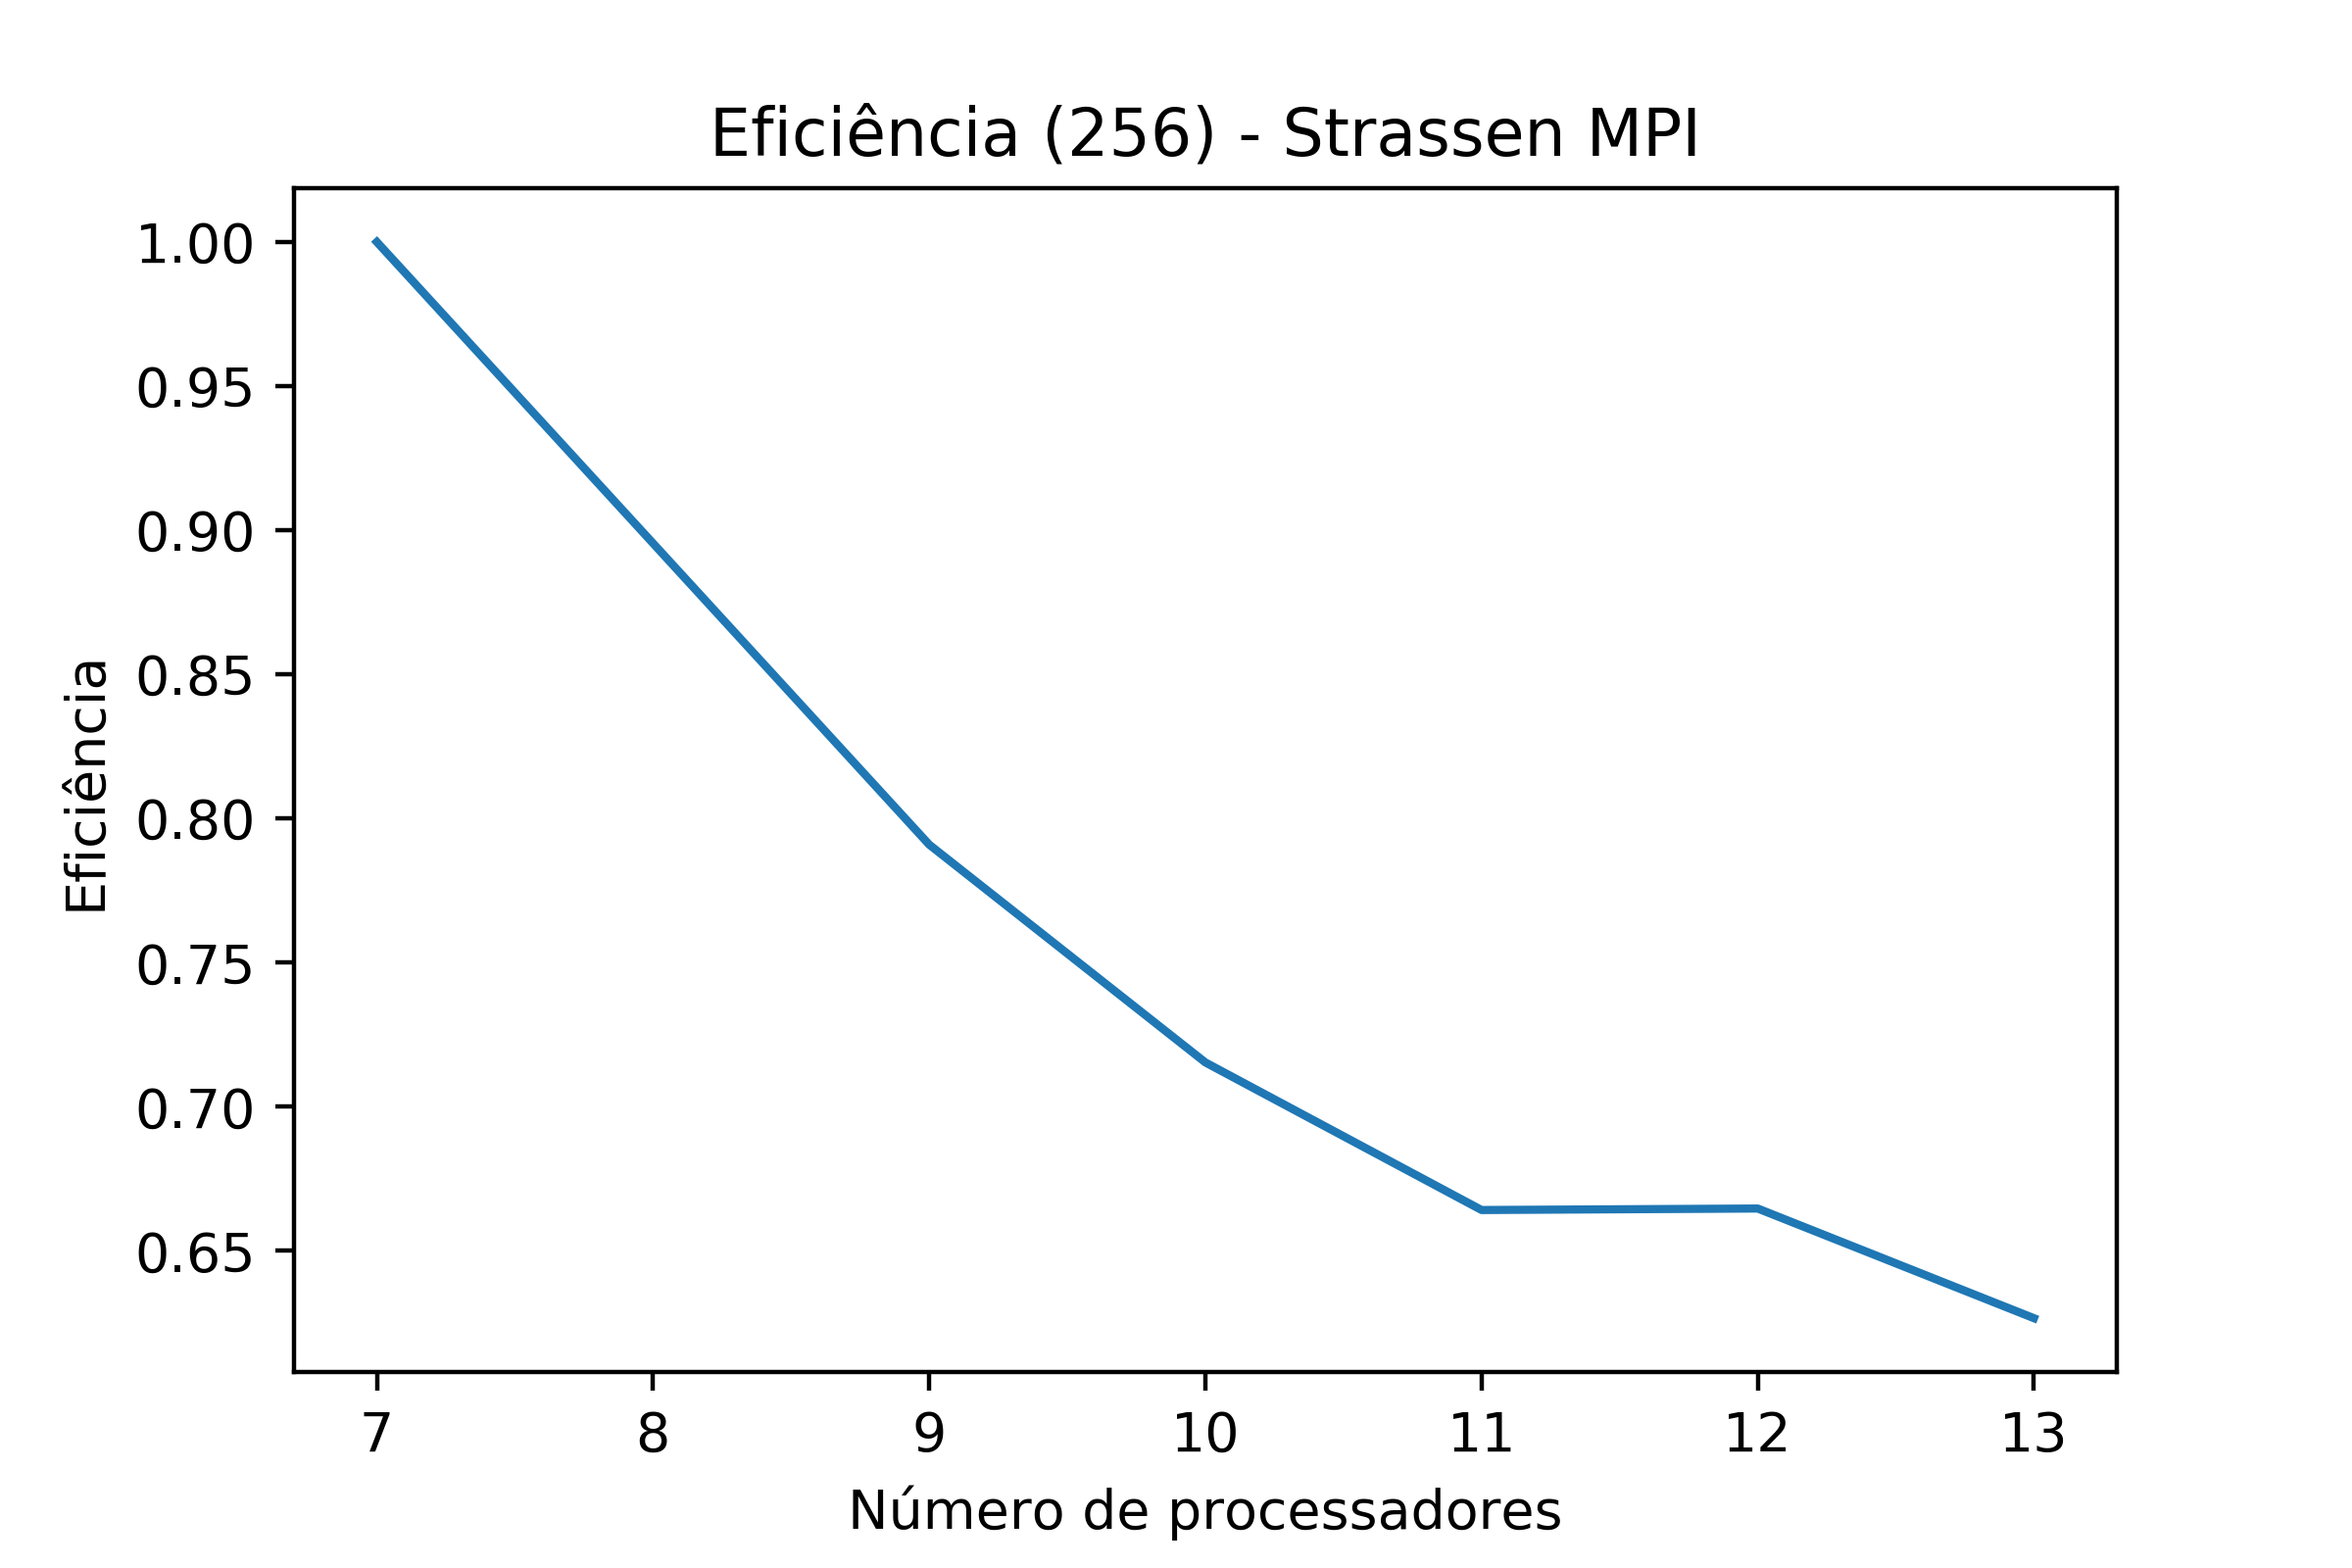 Eficiência (256) - Strassen MPI
Eficiência
1.00
0.95
0.90
0.85
0.80
0.75
0.70
0.65
7 8 9 10 11 12 13
Número de processadores